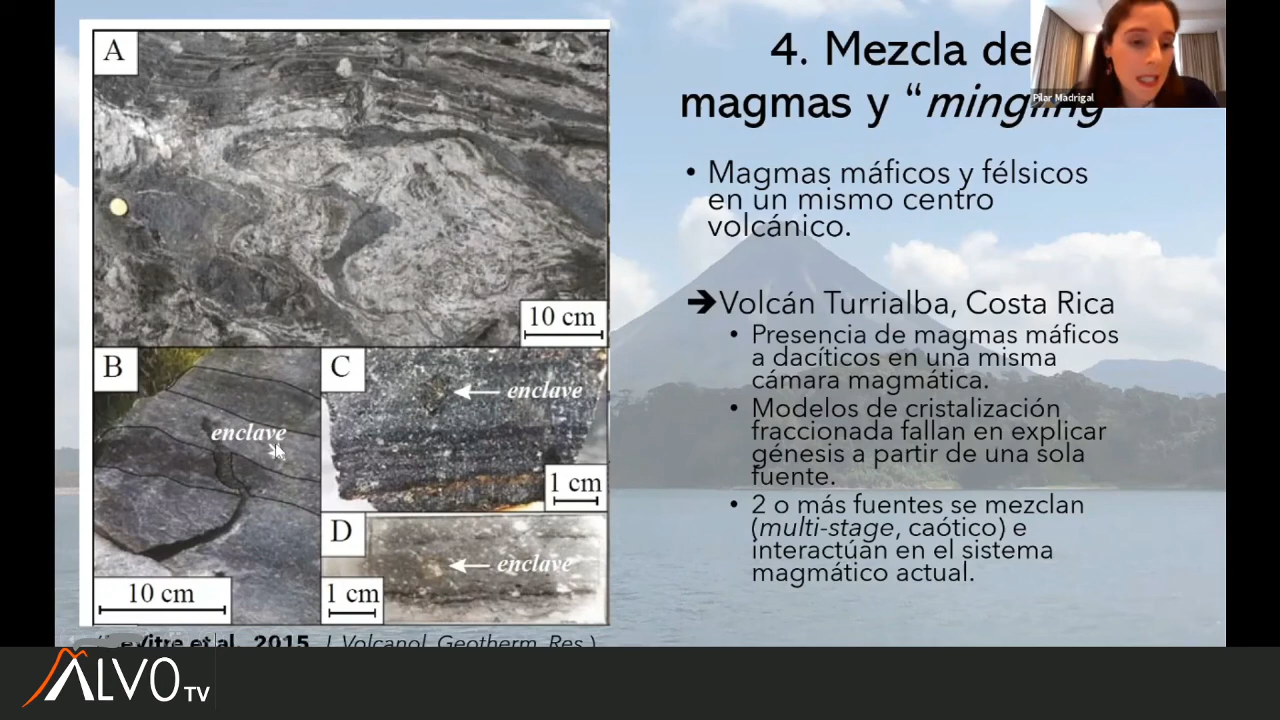 A
10 cm
B
enclave
10 cm
C
enclave
1 cm
D
enclave
1 cm
Vitre et al., 2015, J. Volcanol. Geotherm. Res.)
4. Mezcla de
magmas y “mingling
Pilar Madrigal
• Magmas máficos y félsicos
en un mismo centro
volcánico.
➔Volcán Turrialba, Costa Rica
• Presencia de magmas máficos
a dacíticos en una misma
cámara magmática.
• Modelos de cristalización
fraccionada fallan en explicar
génesis a partir de una sola
fuente.
• 2 o más fuentes se mezclan
(multi-stage, caótico) e
interactúan en el sistema
magmático actual.
ALVO TV